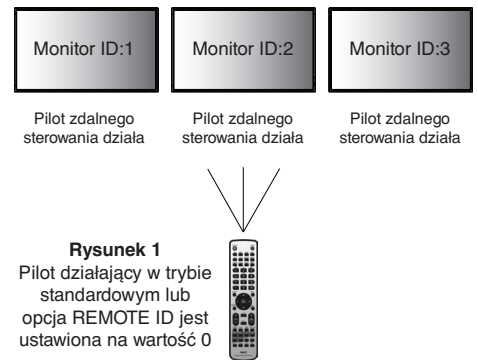 Monitor ID:1
Monitor ID:2
Monitor ID:3
Pilot zdalnego
sterowania działa
Pilot zdalnego
sterowania działa
Pilot zdalnego
sterowania działa
Rysunek 1
Pilot działający w trybie
standardowym lub
opcja REMOTE ID jest
ustawiona na wartość 0